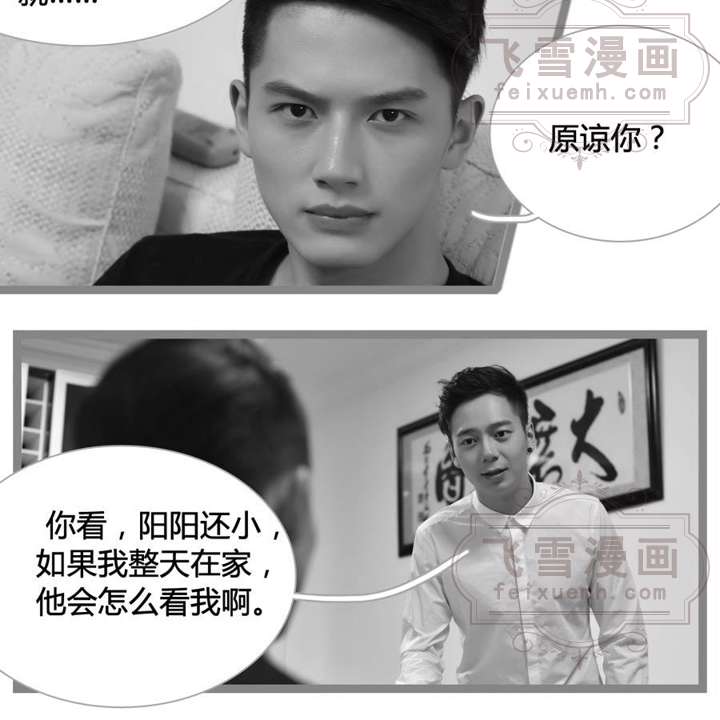 飞雪漫画
feixuemh.com
原谅你？
你看，阳阳还小，
如果我整天在家，
他会怎么看我啊。
飞雪漫画
feixuemh.com